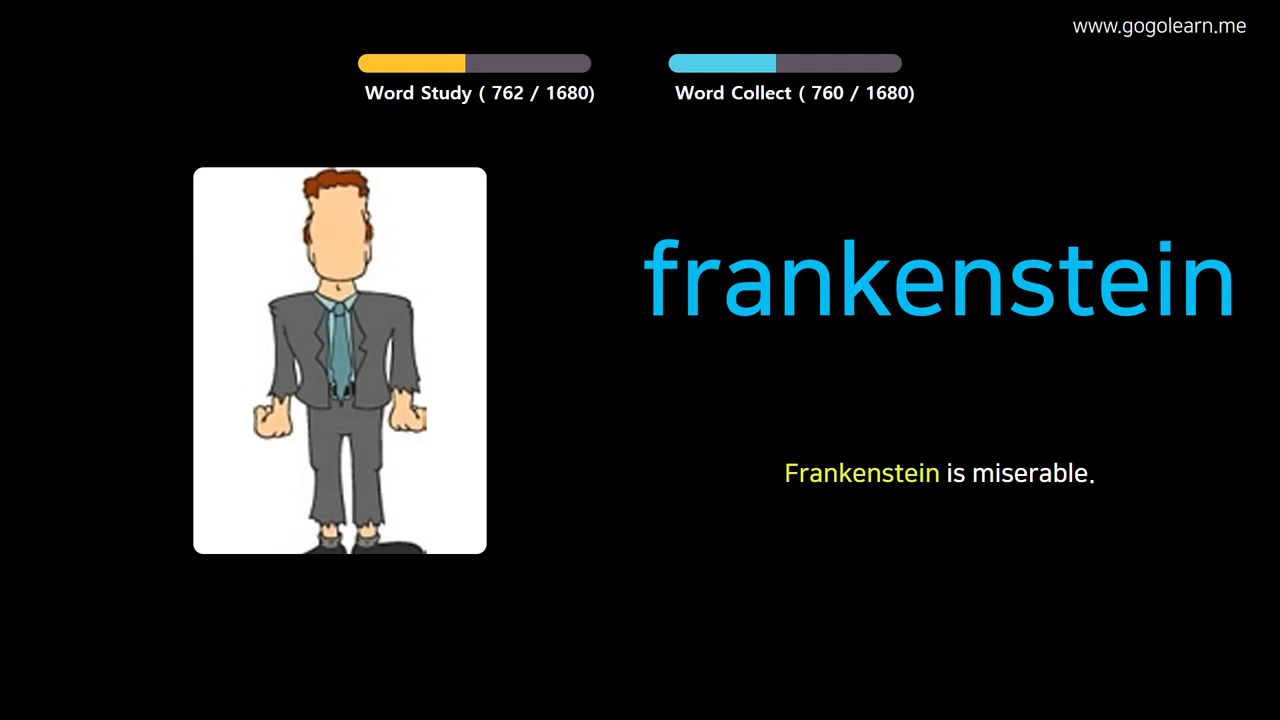 www.gogolearn.me
Word Study ( 762 / 1680)
Word Collect ( 760 / 1680)
frankenstein
Frankenstein is miserable.